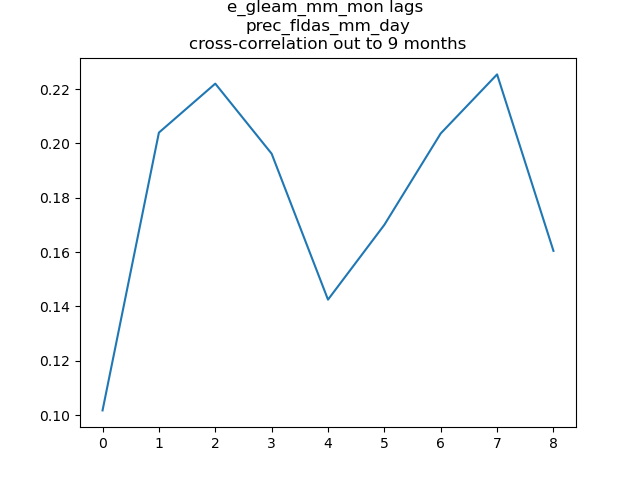 e_gleam_mm_mon lags
prec_fldas_mm_day
cross-correlation out to 9 months
0.22
0.20
0.18
0.16
0.14
0.12
0.10
0 1 2 3 4 5 6 7 8